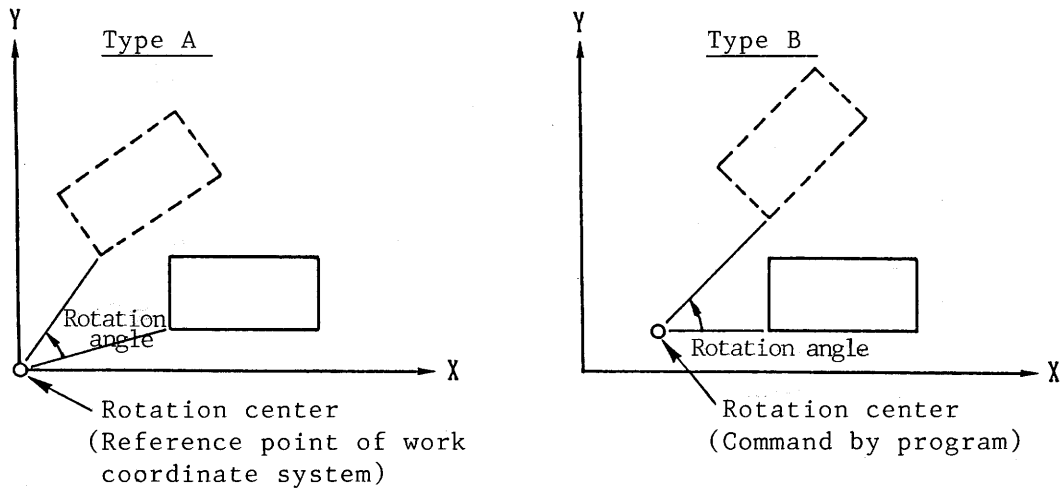 Y
Type A
Rotation
angle
X
Rotation center
(Reference point of work
coordinate system)
Y
Type B
Rotation angle
X
Rotation center
(Command by program)